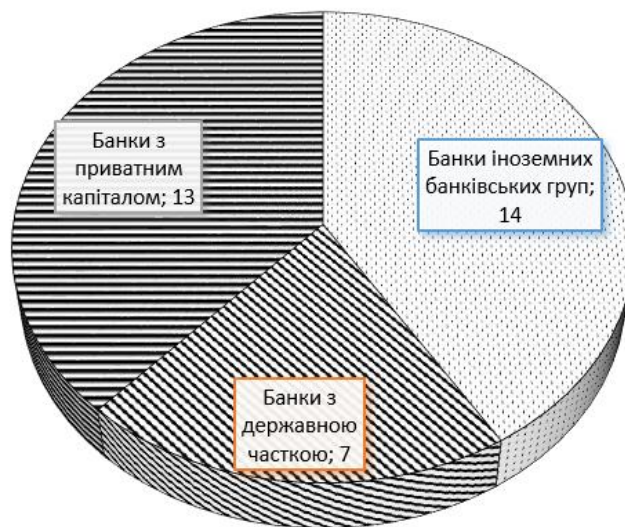 Банки з
приватним
капіталом; 13
Банки іноземних
банківських груп;
14
Банки з
державною
часткою; 7